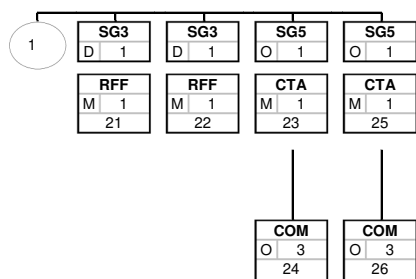 1
SG3 SG3 SG5 SG5
D 1 D 1 O 1 O 1
RFF RFF CTA CTA
M 1 M 1 M 1 M 1
21 22 23 25
COM COM
O 3 O 3
24 26